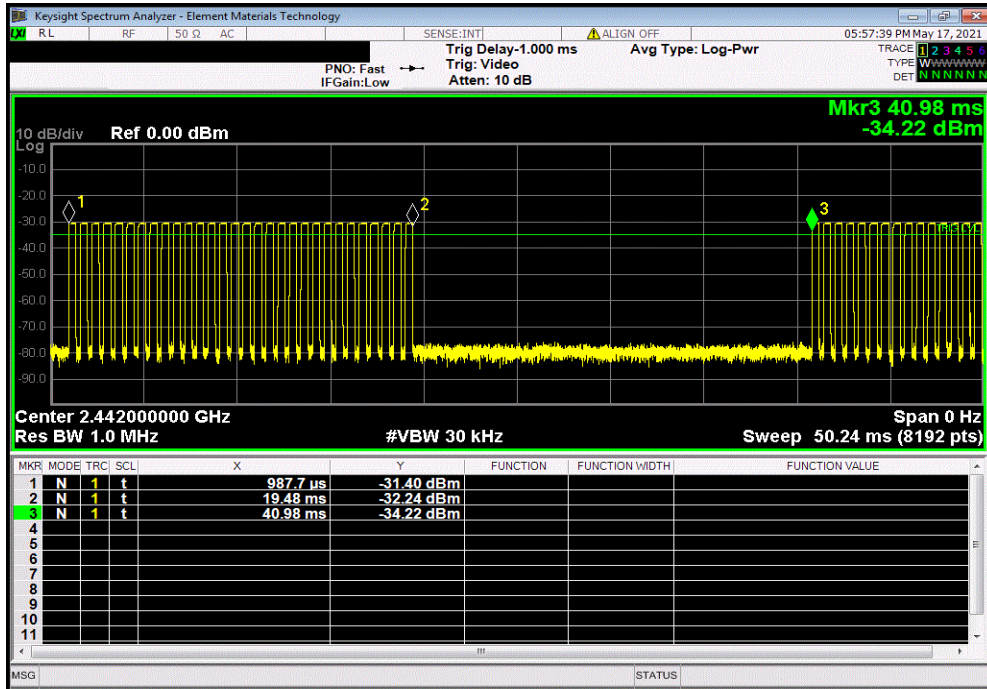 Keysight Spectrum Analyzer - Element Materials Technology
LXI RL RF 50 Ω AC SENSE:INT ALIGN OFF 05:57:39 PM May 17, 2021
Trig Delay-1.000 ms Avg Type: Log-Pwr TRACE 1 2 3 4 5 6
PNO: Fast Trig: Video TYPE WWWWWW
IFGain:Low Atten: 10 dB DET N N N N N N
Mkr3 40.98 ms
10 dB/div Ref 0.00 dBm -34.22 dBm
Log
-10.0
-20.0
1 2 3
-30.0
TRIG LVL
-40.0
-50.0
-60.0
-70.0
-80.0
-90.0
Center 2.442000000 GHz Span 0 Hz
Res BW 1.0 MHz #VBW 30 kHz Sweep 50.24 ms (8192 pts)
MKR MODE TRC SCL X Y FUNCTION FUNCTION WIDTH FUNCTION VALUE
1 N 1 t 987.7 µs -31.40 dBm
2 N 1 t 19.48 ms -32.24 dBm
3 N 1 t 40.98 ms -34.22 dBm
4
5
6
7
8
9
10
11
MSG STATUS